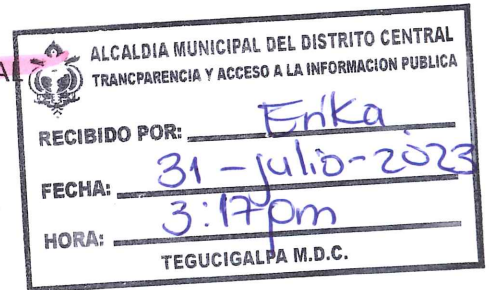 AL
ALCALDIA MUNICIPAL DEL DISTRITO CENTRAL
TRANCPARENCIA Y ACCESO A LA INFORMACION PUBLICA
RECIBIDO POR: Erika
FECHA: 31-julio-2023
HORA: 3:17pm
TEGUCIGALPA M.D.C.